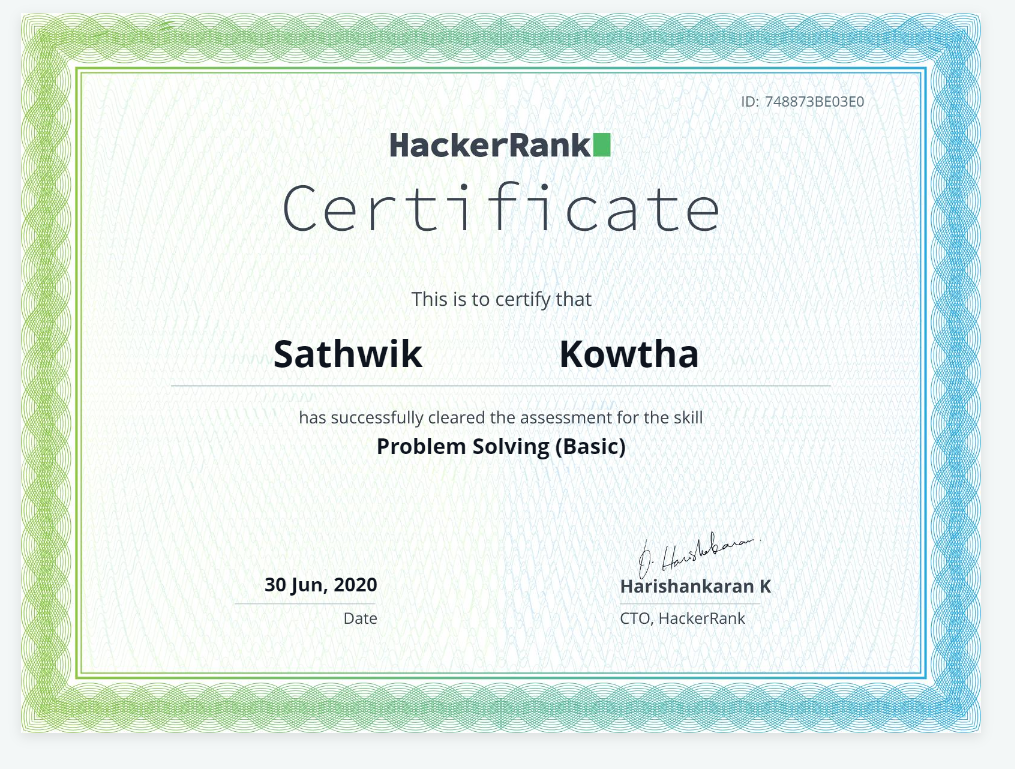 ID: 748873BE03E0
HackerRank
Certificate
This is to certify that
Sathwik Kowtha
has successfully cleared the assessment for the skill
Problem Solving (Basic)
D. Harishankaran.
30 Jun, 2020
Harishankaran K
Date
CTO, HackerRank